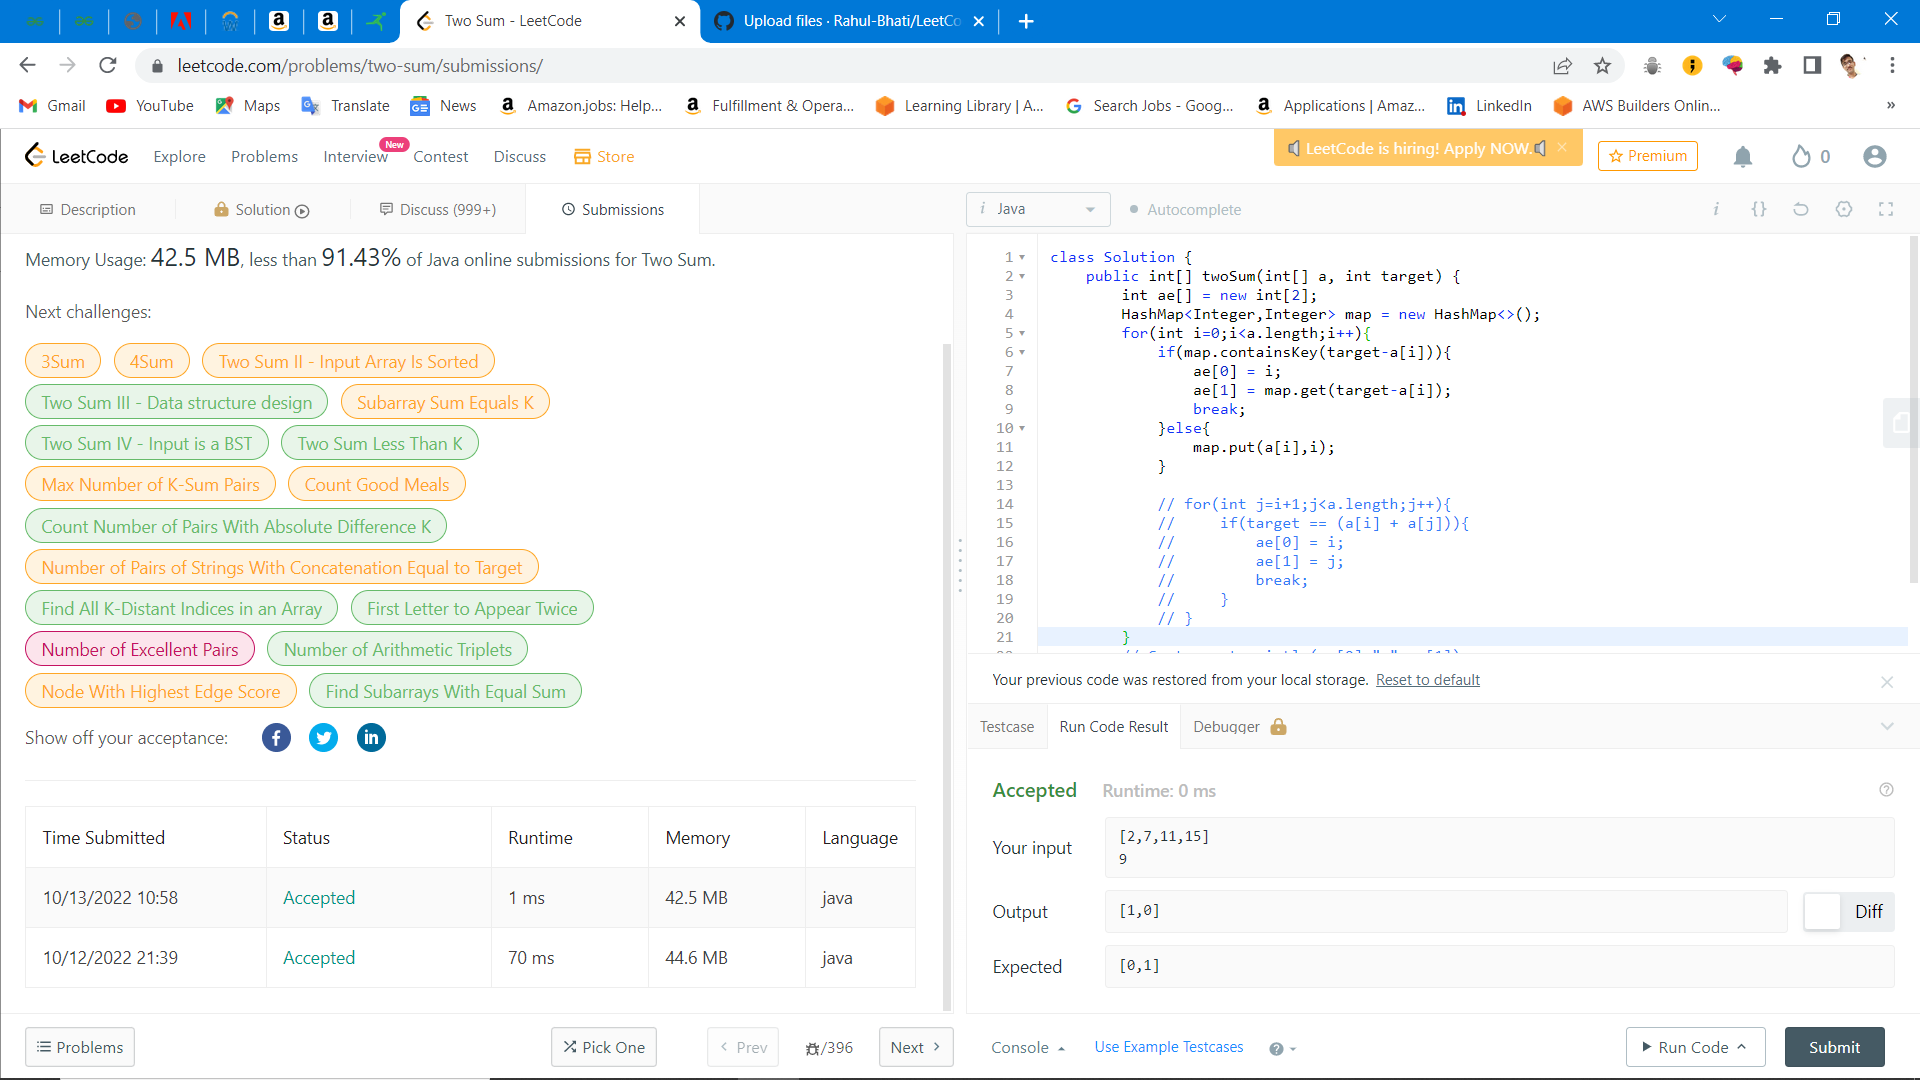 Two Sum - LeetCode
Upload files · Rahul-Bhati/LeetCo
leetcode.com/problems/two-sum/submissions/
Gmail
YouTube
Maps
Translate
News
Amazon.jobs: Help...
Fulfillment & Opera...
Learning Library | A...
Search Jobs - Goog...
Applications | Amaz...
LinkedIn
AWS Builders Onlin...
LeetCode
Explore
Problems
Interview
New
Contest
Discuss
Store
LeetCode is hiring! Apply NOW.
Premium
0
Description
Solution
Discuss (999+)
Submissions
Java
Autocomplete
Memory Usage: 42.5 MB, less than 91.43% of Java online submissions for Two Sum.
Next challenges:
3Sum
4Sum
Two Sum II - Input Array Is Sorted
Two Sum III - Data structure design
Subarray Sum Equals K
Two Sum IV - Input is a BST
Two Sum Less Than K
Max Number of K-Sum Pairs
Count Good Meals
Count Number of Pairs With Absolute Difference K
Number of Pairs of Strings With Concatenation Equal to Target
Find All K-Distant Indices in an Array
First Letter to Appear Twice
Number of Excellent Pairs
Number of Arithmetic Triplets
Node With Highest Edge Score
Find Subarrays With Equal Sum
Show off your acceptance:
Time Submitted Status Runtime Memory Language
10/13/2022 10:58 Accepted 1 ms 42.5 MB java
10/12/2022 21:39 Accepted 70 ms 44.6 MB java
Problems
Pick One
Prev
/396
Next
1 class Solution {
2 public int[] twoSum(int[] a, int target) {
3 int ae[] = new int[2];
4 HashMap<Integer,Integer> map = new HashMap<>();
5 for(int i=0;i<a.length;i++){
6 if(map.containsKey(target-a[i])){
7 ae[0] = i;
8 ae[1] = map.get(target-a[i]);
9 break;
10 }else{
11 map.put(a[i],i);
12 }
13
14 // for(int j=i+1;j<a.length;j++){
15 // if(target == (a[i] + a[j])){
16 // ae[0] = i;
17 // ae[1] = j;
18 // break;
19 // }
20 // }
21 }
Your previous code was restored from your local storage. Reset to default
Testcase
Run Code Result
Debugger
Accepted Runtime: 0 ms
Your input
[2,7,11,15]
9
Output
[1,0]
Diff
Expected
[0,1]
Console
Use Example Testcases
Run Code
Submit